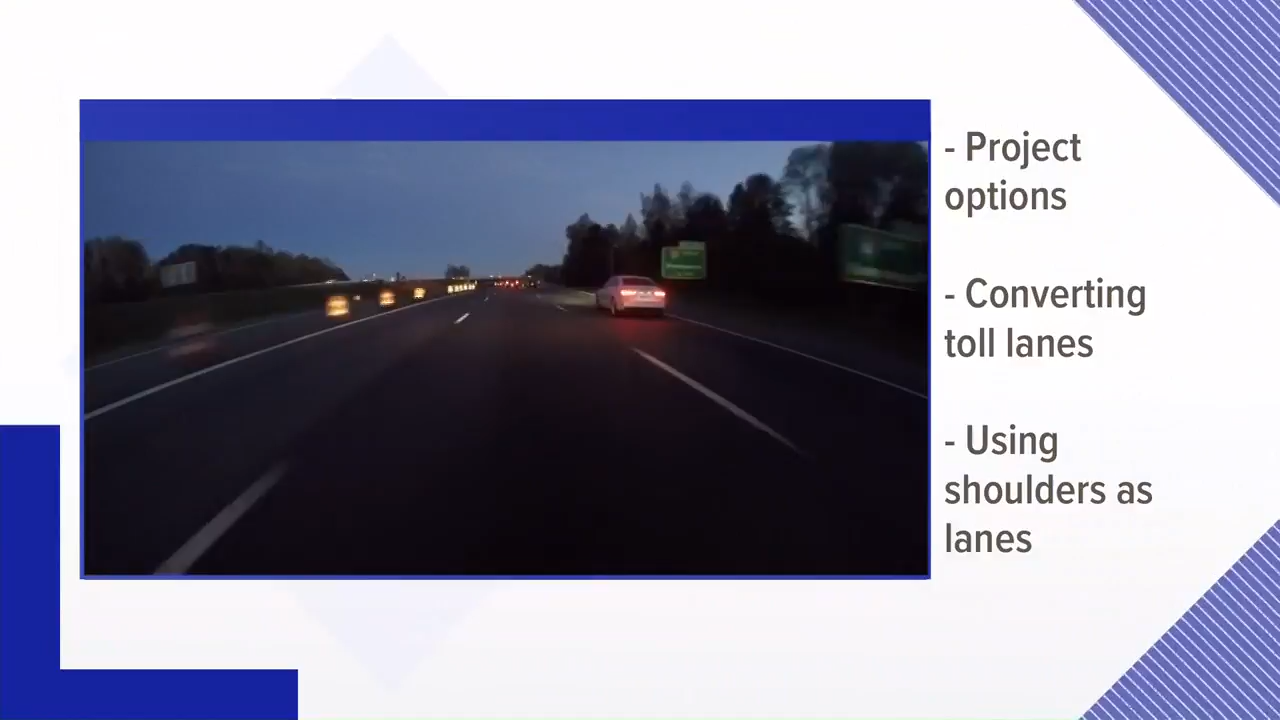 - Project
options
- Converting
toll lanes
- Using
shoulders as
lanes